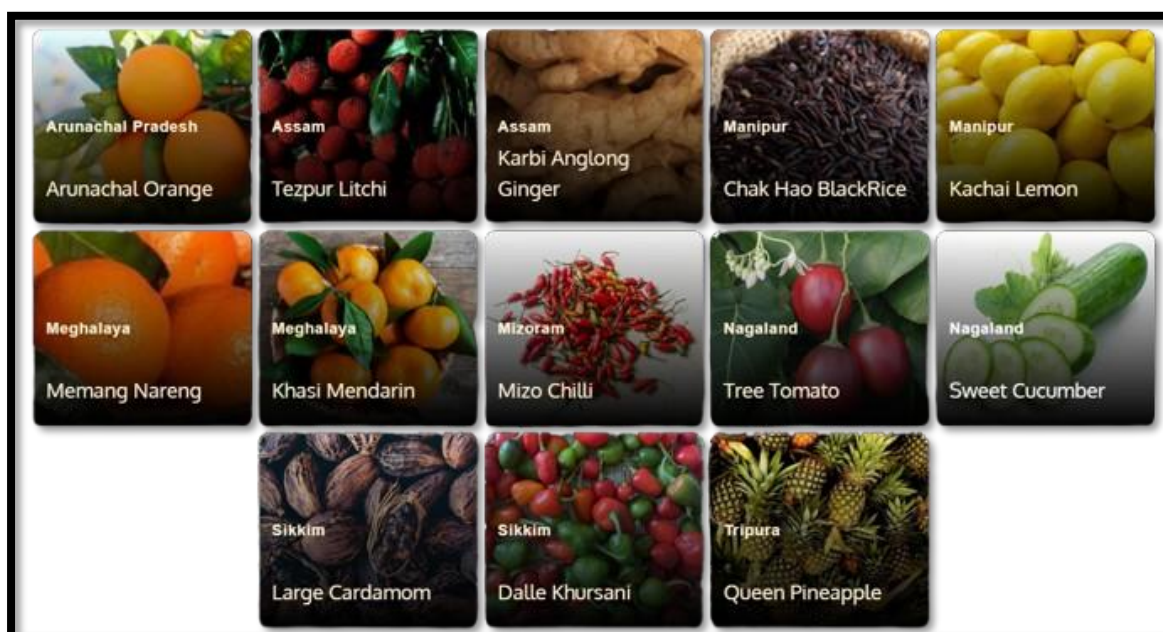 Arunachal Pradesh
Arunachal Orange
Assam
Tezpur Litchi
Assam
Karbi Anglong
Ginger
Manipur
Chak Hao BlackRice
Manipur
Kachai Lemon
Meghalaya
Memang Nareng
Meghalaya
Khasi Mendarin
Mizoram
Mizo Chilli
Nagaland
Tree Tomato
Nagaland
Sweet Cucumber
Sikkim
Large Cardamom
Sikkim
Dalle Khursani
Tripura
Queen Pineapple